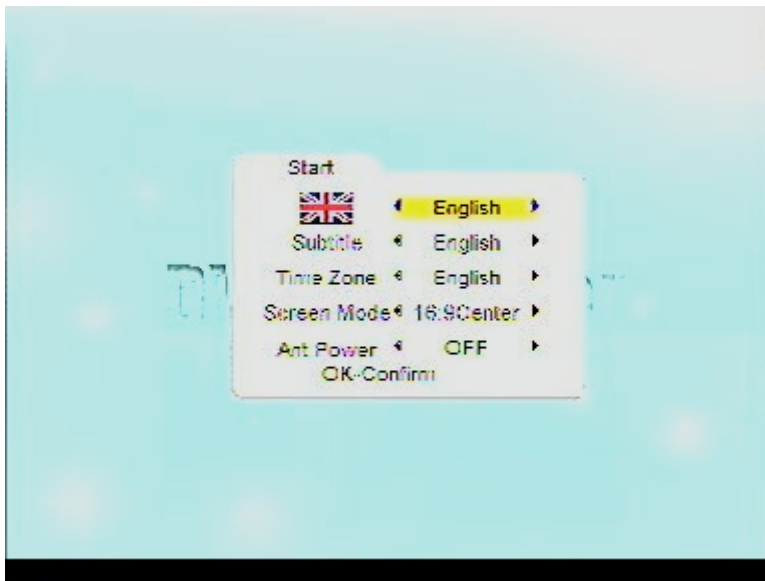 Start
English
Subtitle English
Time Zone English
Screen Mode 16:9Center
Ant Power OFF
OK-Confirm